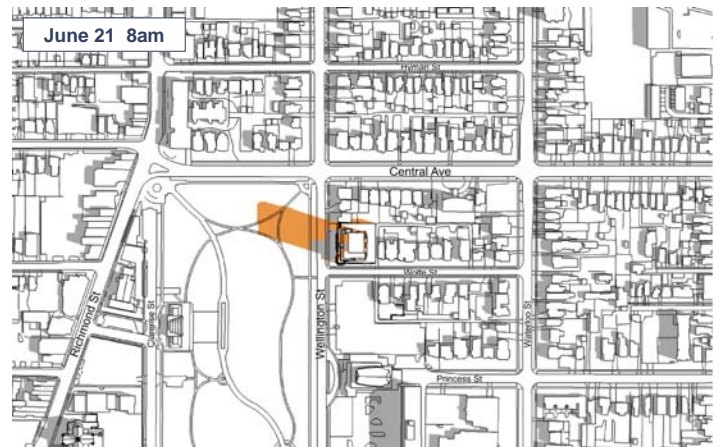 June 21 8am
Hyman St
Central Ave
Wolfe St
Richmond St
Clarence St
Wellington St
Waterloo St
Princess St